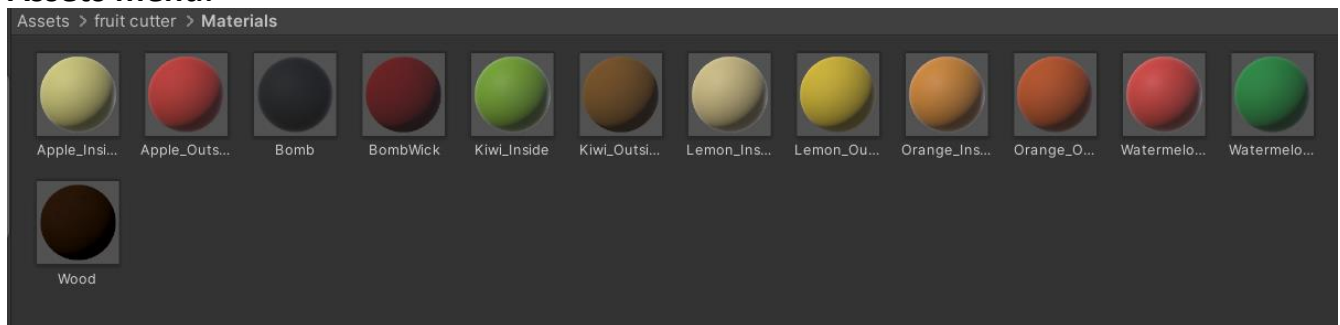 Assets > fruit cutter > Materials
Apple_Insi... Apple_Outs... Bomb BombWick Kiwi_Inside Kiwi_Outsi... Lemon_Ins... Lemon_Ou... Orange_Ins... Orange_O... Watermelo... Watermelo...
Wood